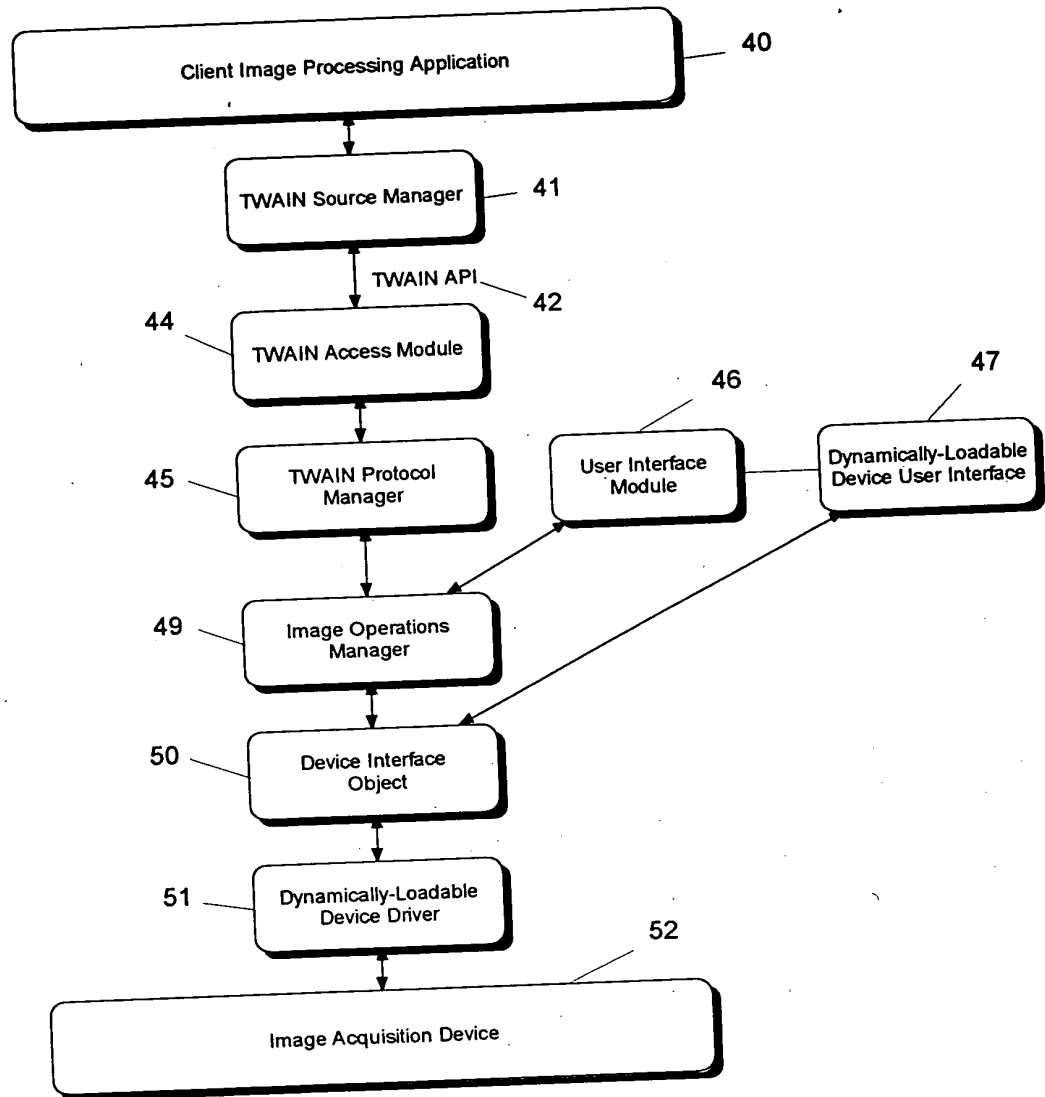 Client Image Processing Application
40
TWAIN Source Manager
41
TWAIN API
42
44
TWAIN Access Module
46
47
45
TWAIN Protocol
Manager
User Interface
Module
Dynamically-Loadable
Device User Interface
49
Image Operations
Manager
50
Device Interface
Object
51
Dynamically-Loadable
Device Driver
52
Image Acquisition Device